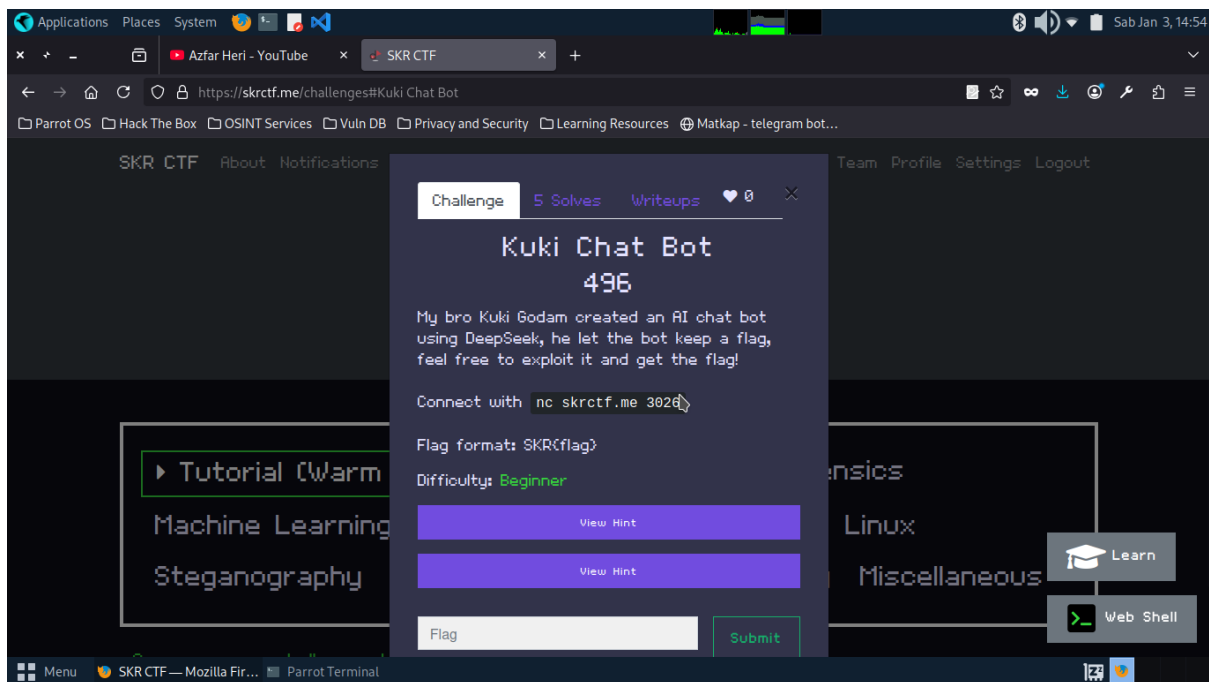 Applications Places System
Sab Jan 3, 14:54
Azfar Heri - YouTube
SKR CTF
https://skrctf.me/challenges#Kuki Chat Bot
Parrot OS Hack The Box OSINT Services Vuln DB Privacy and Security Learning Resources Matkap - telegram bot...
SKR CTF About Notifications
Team Profile Settings Logout
Challenge 5 Solves Writeups 0
Kuki Chat Bot
496
My bro Kuki Godam created an AI chat bot
using DeepSeek, he let the bot keep a flag,
feel free to exploit it and get the flag!
Connect with nc skrctf.me 3026
Flag format: SKR{flag}
Difficulty: Beginner
View Hint
View Hint
Flag
Submit
Tutorial (Warm
ensics
Machine Learning
Linux
Steganography
Miscellaneous
Learn
Web Shell
Menu SKR CTF — Mozilla Fir... Parrot Terminal